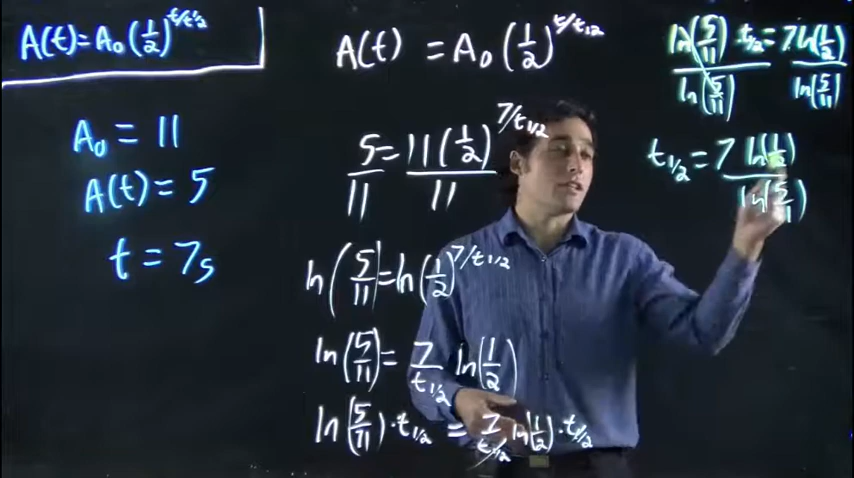 A(t)=A₀(1/2)^(t/t½)
A₀ = 11
A(t) = 5
t = 7s
A(t) = A₀(1/2)^(t/t1/2)
5/11 = 11(1/2)^(7/t1/2)/11
ln(5/11)=ln(1/2)^(7/t1/2)
ln(5/11)= 7/t1/2 ln(1/2)
ln(5/11)·t1/2 = 7/t1/2 ln(1/2)·t1/2
ln(5/11) t1/2/ln(5/11) = 7 ln(1/2)/ln(5/11)
t1/2 = 7 ln(1/2)/ln(5/11)